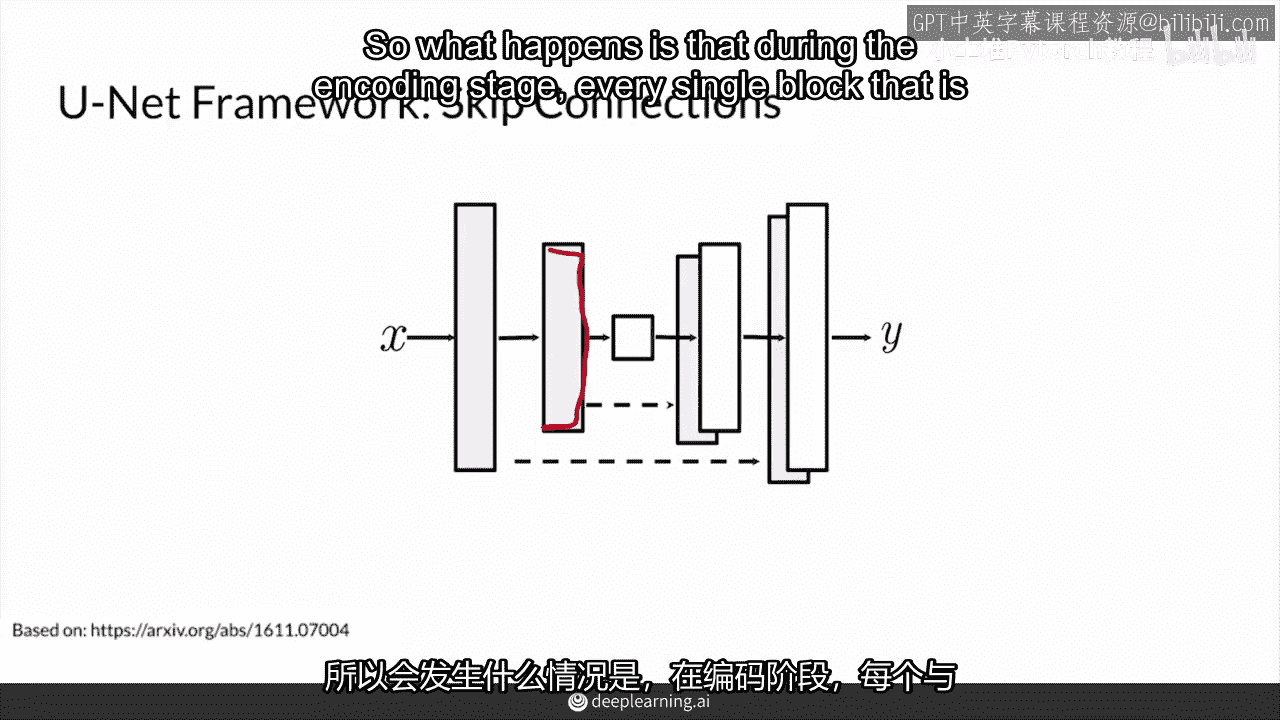 GPT中英字幕课程资源@bilibili.com
So what happens is that during the
encoding stage, every single block that is
U-Net Framework: Skip Connections
x
y
Based on: https://arxiv.org/abs/1611.07004
所以会发生什么情况是，在编码阶段，每个与
deeplearning.ai